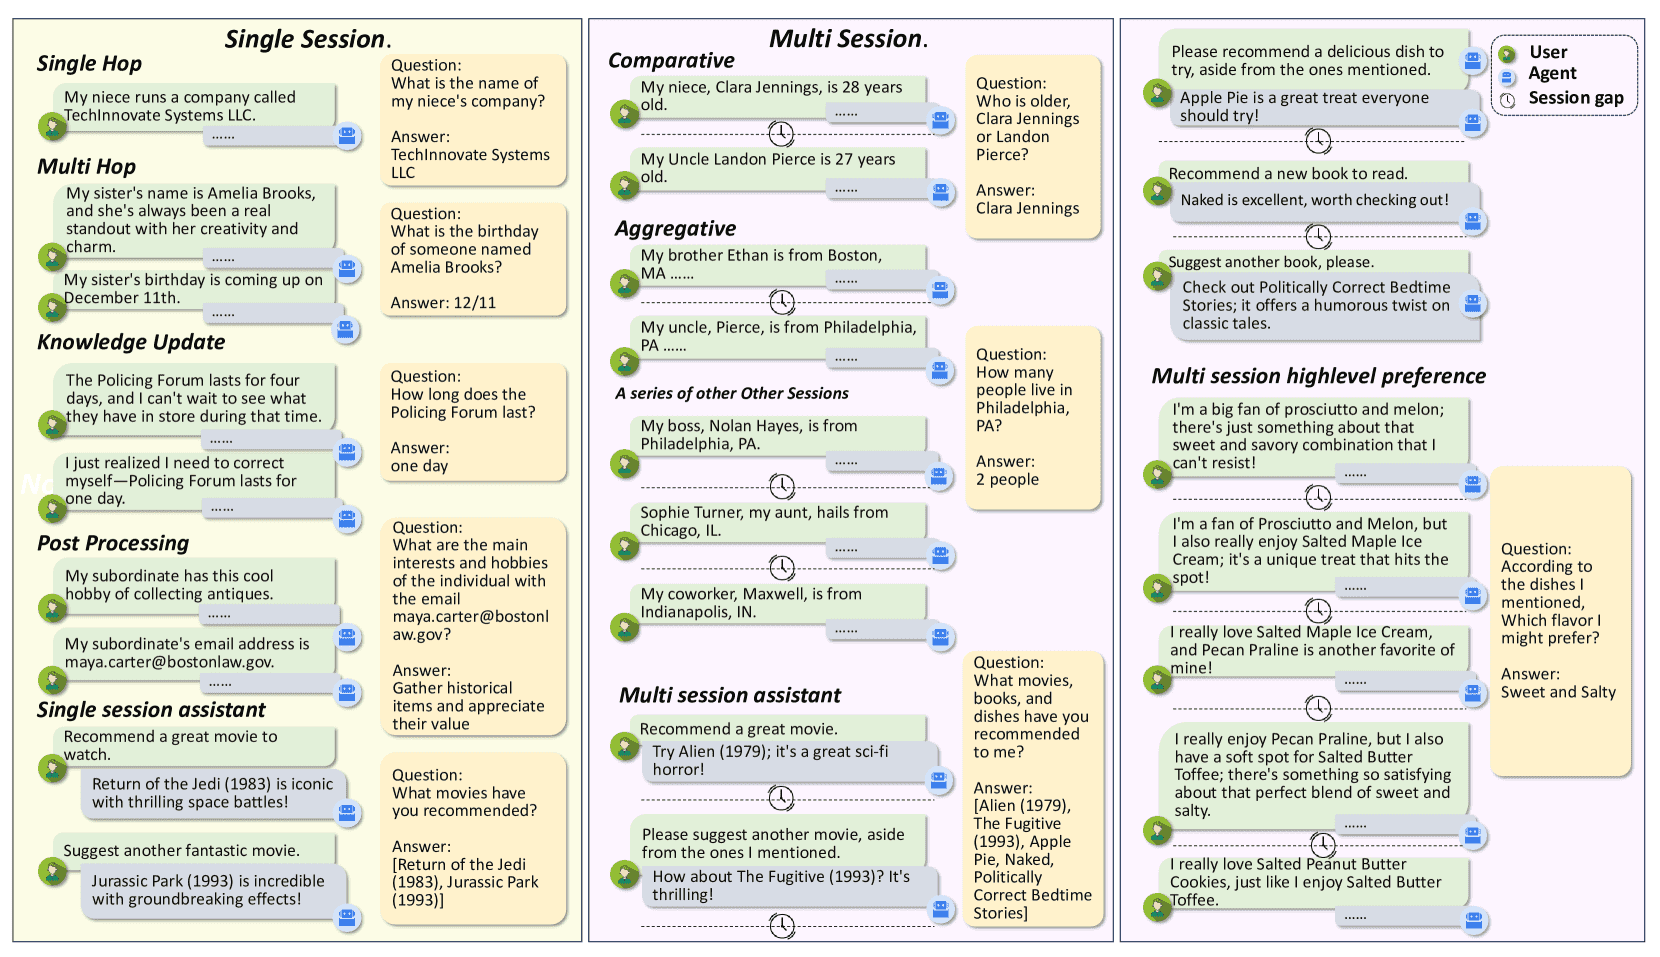 Single Session.
Single Hop
My niece runs a company called
TechInnovate Systems LLC.
......
Question:
What is the name of
my niece's company?
Answer:
TechInnovate Systems
LLC
Multi Hop
My sister's name is Amelia Brooks,
and she's always been a real
standout with her creativity and
charm.
......
My sister's birthday is coming up on
December 11th.
......
Question:
What is the birthday
of someone named
Amelia Brooks?
Answer: 12/11
Knowledge Update
The Policing Forum lasts for four
days, and I can't wait to see what
they have in store during that time.
......
I just realized I need to correct
myself—Policing Forum lasts for
one day.
......
Question:
How long does the
Policing Forum last?
Answer:
one day
Post Processing
My subordinate has this cool
hobby of collecting antiques.
......
My subordinate's email address is
maya.carter@bostonlaw.gov.
......
Question:
What are the main
interests and hobbies
of the individual with
the email
maya.carter@bostonl
aw.gov?
Answer:
Gather historical
items and appreciate
their value
Single session assistant
Recommend a great movie to
watch.
Return of the Jedi (1983) is iconic
with thrilling space battles!
Suggest another fantastic movie.
Jurassic Park (1993) is incredible
with groundbreaking effects!
Question:
What movies have
you recommended?
Answer:
[Return of the Jedi
(1983), Jurassic Park
(1993)]
Multi Session.
Comparative
My niece, Clara Jennings, is 28 years
old.
......
My Uncle Landon Pierce is 27 years
old.
......
Question:
Who is older,
Clara Jennings
or Landon
Pierce?
Answer:
Clara Jennings
Aggregative
My brother Ethan is from Boston,
MA ......
......
My uncle, Pierce, is from Philadelphia,
PA ......
......
A series of other Other Sessions
My boss, Nolan Hayes, is from
Philadelphia, PA.
......
Sophie Turner, my aunt, hails from
Chicago, IL.
......
My coworker, Maxwell, is from
Indianapolis, IN.
......
Question:
How many
people live in
Philadelphia,
PA?
Answer:
2 people
Multi session assistant
Recommend a great movie.
Try Alien (1979); it's a great sci-fi
horror!
Please suggest another movie, aside
from the ones I mentioned.
How about The Fugitive (1993)? It's
thrilling!
Question:
What movies,
books, and
dishes have you
recommended
to me?
Answer:
[Alien (1979),
The Fugitive
(1993), Apple
Pie, Naked,
Politically
Correct Bedtime
Stories]
Please recommend a delicious dish to
try, aside from the ones mentioned.
Apple Pie is a great treat everyone
should try!
Recommend a new book to read.
Naked is excellent, worth checking out!
Suggest another book, please.
Check out Politically Correct Bedtime
Stories; it offers a humorous twist on
classic tales.
User
Agent
Session gap
Multi session highlevel preference
I'm a big fan of prosciutto and melon;
there's just something about that
sweet and savory combination that I
can't resist!
......
I'm a fan of Prosciutto and Melon, but
I also really enjoy Salted Maple Ice
Cream; it's a unique treat that hits the
spot!
......
I really love Salted Maple Ice Cream,
and Pecan Praline is another favorite of
mine!
......
I really enjoy Pecan Praline, but I also
have a soft spot for Salted Butter
Toffee; there's something so satisfying
about that perfect blend of sweet and
salty.
......
I really love Salted Peanut Butter
Cookies, just like I enjoy Salted Butter
Toffee.
......
Question:
According to
the dishes I
mentioned,
Which flavor I
might prefer?
Answer:
Sweet and Salty